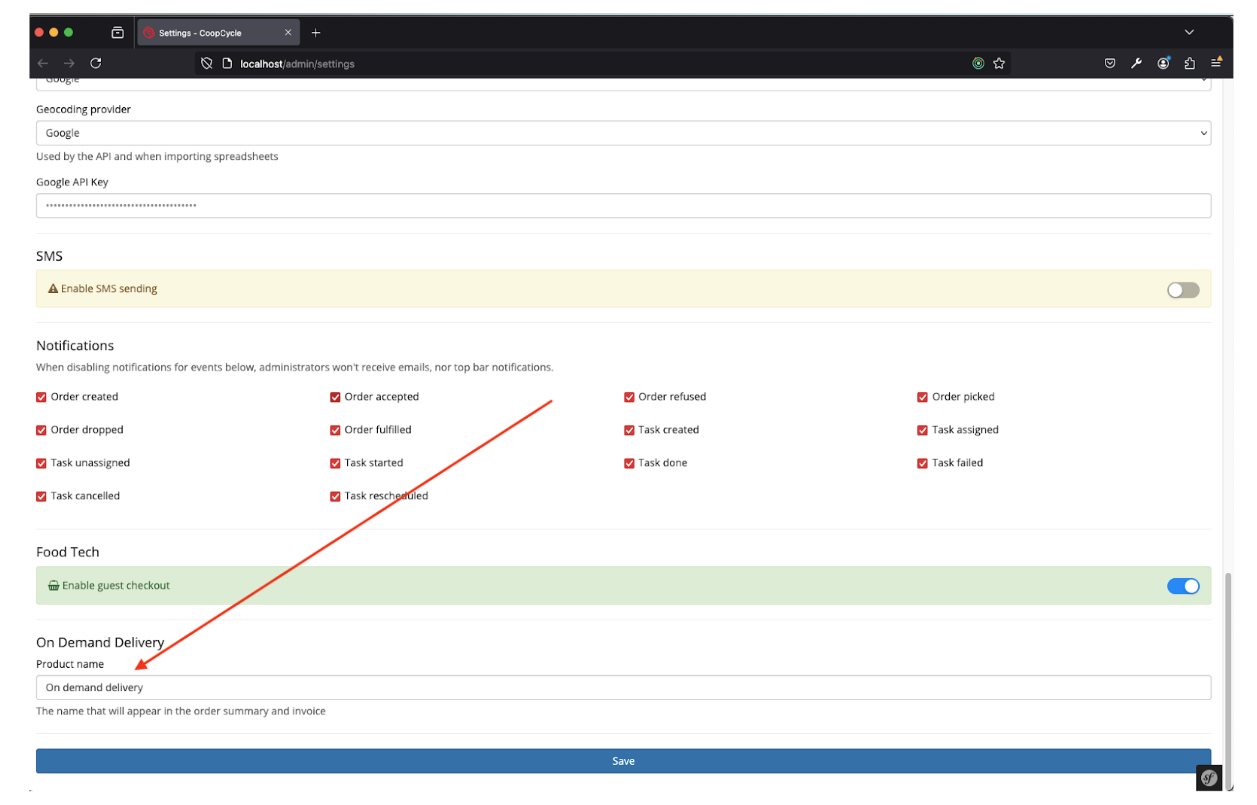 Settings - CoopCycle
localhost/admin/settings
Google
Geocoding provider
Google
Used by the API and when importing spreadsheets
Google API Key
SMS
Enable SMS sending
Notifications
When disabling notifications for events below, administrators won't receive emails, nor top bar notifications.
Order created Order accepted Order refused Order picked
Order dropped Order fulfilled Task created Task assigned
Task unassigned Task started Task done Task failed
Task cancelled Task rescheduled
Food Tech
Enable guest checkout
On Demand Delivery
Product name
On demand delivery
The name that will appear in the order summary and invoice
Save
sf